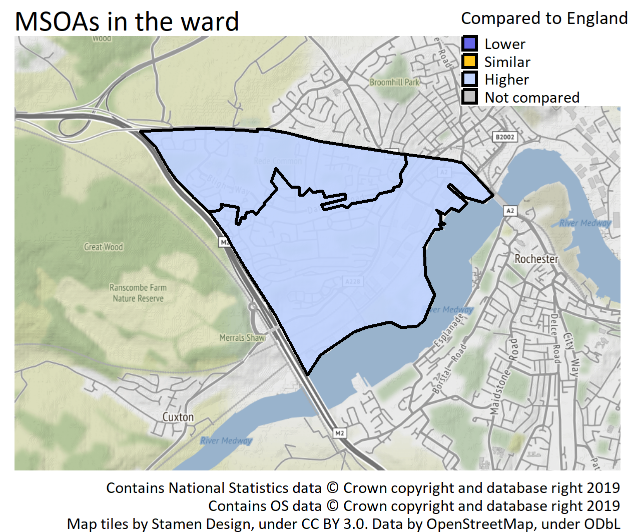 MSOAs in the ward
Compared to England
Lower
Similar
Higher
Not compared
Wood
Broomhill Park
B2002
A2
River Medway
Great Wood
M2
Rochester
Ranscombe Farm
Nature Reserve
River Medway
Merrals Shaw
Esplanade
Borstal Road
Maidstone Road
Delce Road
City Way
Cuxton
River Medway
M2
Contains National Statistics data © Crown copyright and database right 2019
Contains OS data © Crown copyright and database right 2019
Map tiles by Stamen Design, under CC BY 3.0. Data by OpenStreetMap, under ODbL